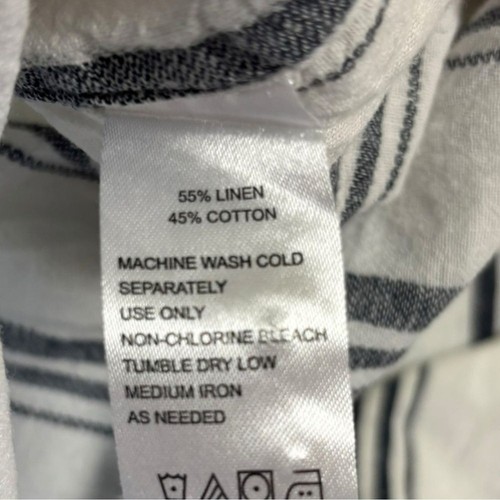 55% LINEN
45% COTTON
MACHINE WASH COLD
SEPARATELY
USE ONLY
NON-CHLORINE BLEACH
TUMBLE DRY LOW
MEDIUM IRON
AS NEEDED